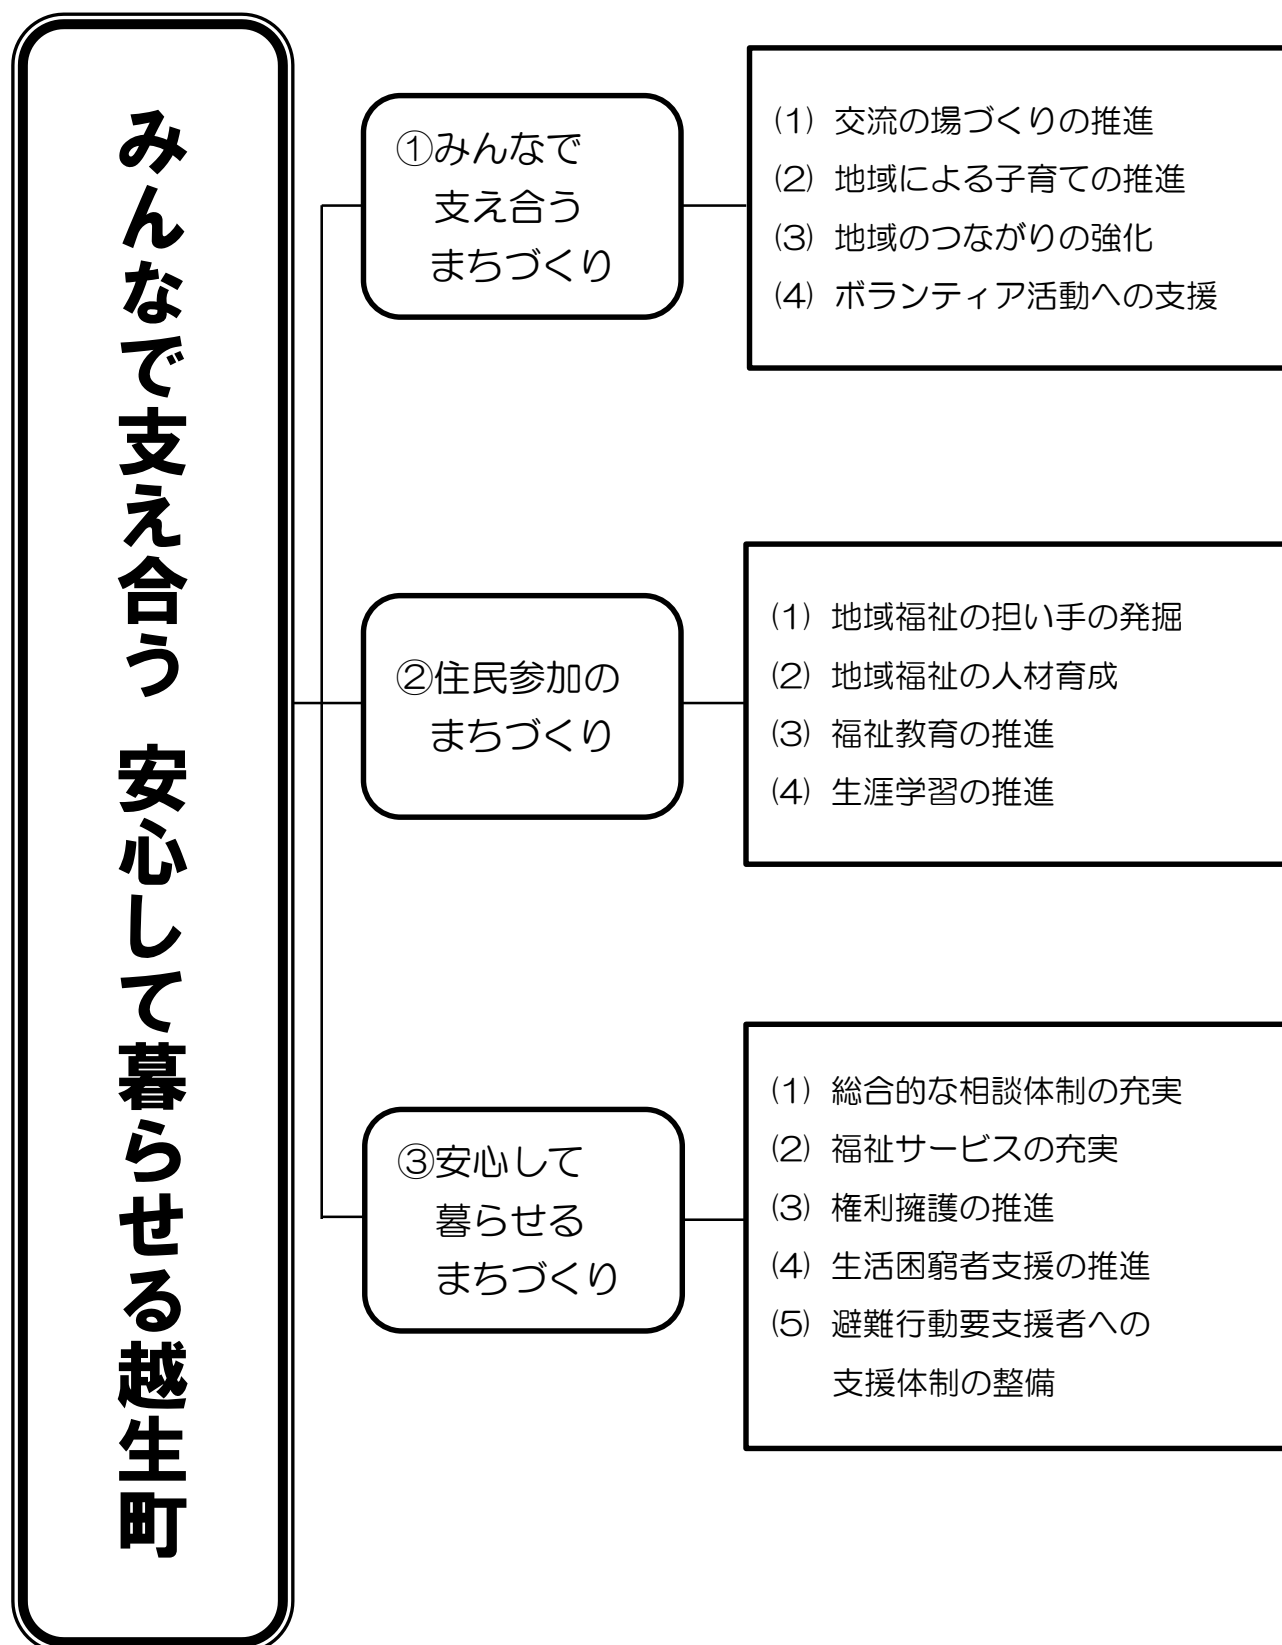 みんなで支え合う　安心して暮らせる越生町
①みんなで
支え合う
まちづくり
(1) 交流の場づくりの推進
(2) 地域による子育ての推進
(3) 地域のつながりの強化
(4) ボランティア活動への支援
②住民参加の
まちづくり
(1) 地域福祉の担い手の発掘
(2) 地域福祉の人材育成
(3) 福祉教育の推進
(4) 生涯学習の推進
③安心して
暮らせる
まちづくり
(1) 総合的な相談体制の充実
(2) 福祉サービスの充実
(3) 権利擁護の推進
(4) 生活困窮者支援の推進
(5) 避難行動要支援者への
支援体制の整備